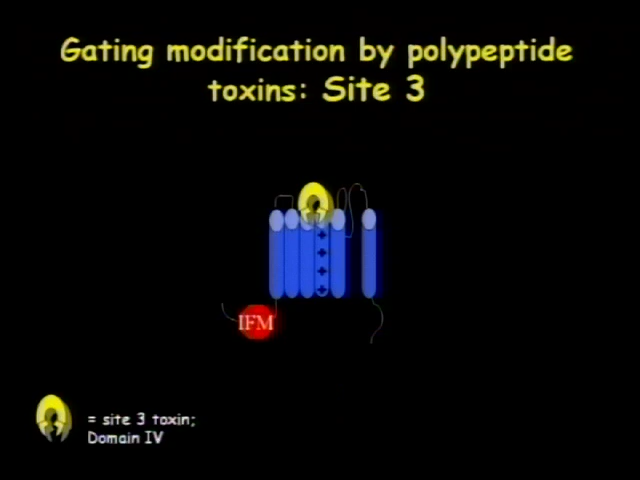 Gating modification by polypeptide
toxins: Site 3
+
+
+
+
IFM
= site 3 toxin;
Domain IV